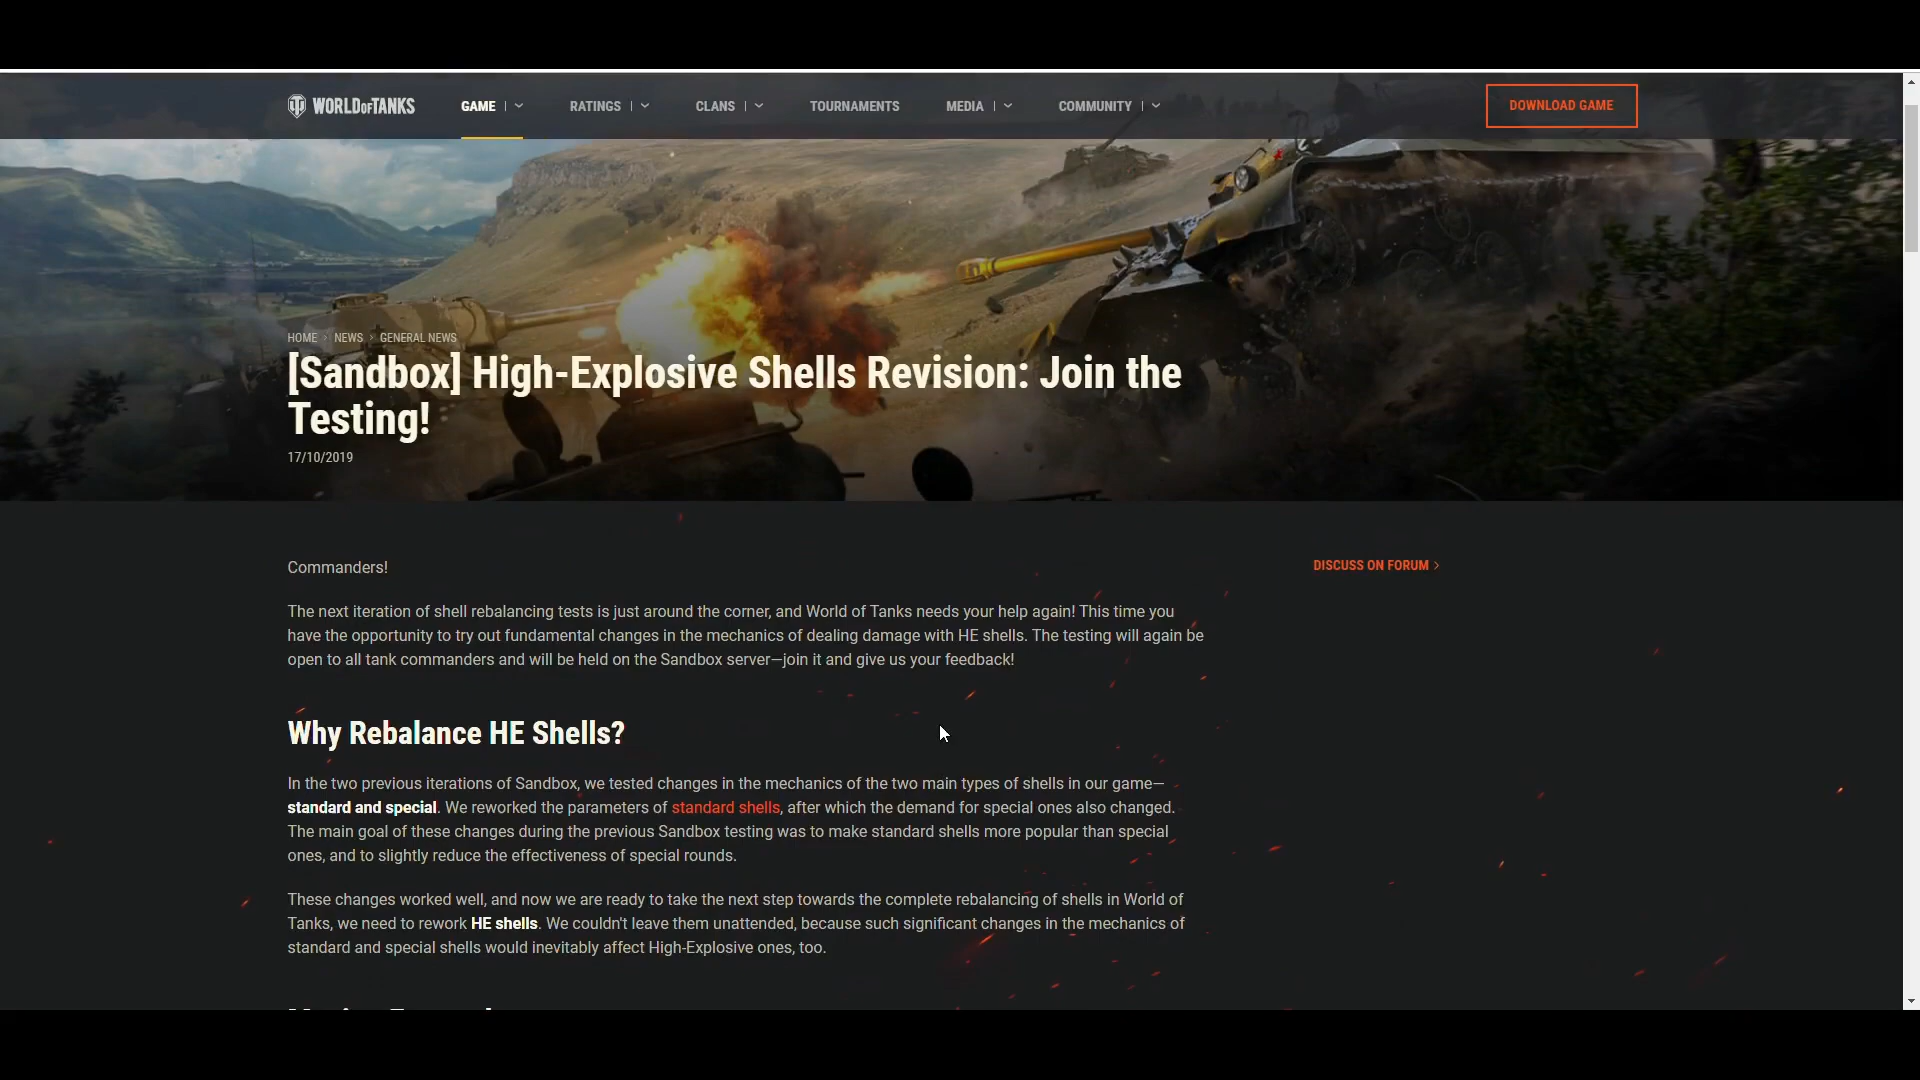 WORLD OF TANKS
GAME
RATINGS
CLANS
TOURNAMENTS
MEDIA
COMMUNITY
DOWNLOAD GAME
HOME › NEWS › GENERAL NEWS
[Sandbox] High-Explosive Shells Revision: Join the
Testing!
17/10/2019
Commanders!
DISCUSS ON FORUM
The next iteration of shell rebalancing tests is just around the corner, and World of Tanks needs your help again! This time you
have the opportunity to try out fundamental changes in the mechanics of dealing damage with HE shells. The testing will again be
open to all tank commanders and will be held on the Sandbox server—join it and give us your feedback!
Why Rebalance HE Shells?
In the two previous iterations of Sandbox, we tested changes in the mechanics of the two main types of shells in our game—
standard and special. We reworked the parameters of standard shells, after which the demand for special ones also changed.
The main goal of these changes during the previous Sandbox testing was to make standard shells more popular than special
ones, and to slightly reduce the effectiveness of special rounds.
These changes worked well, and now we are ready to take the next step towards the complete rebalancing of shells in World of
Tanks, we need to rework HE shells. We couldn't leave them unattended, because such significant changes in the mechanics of
standard and special shells would inevitably affect High-Explosive ones, too.